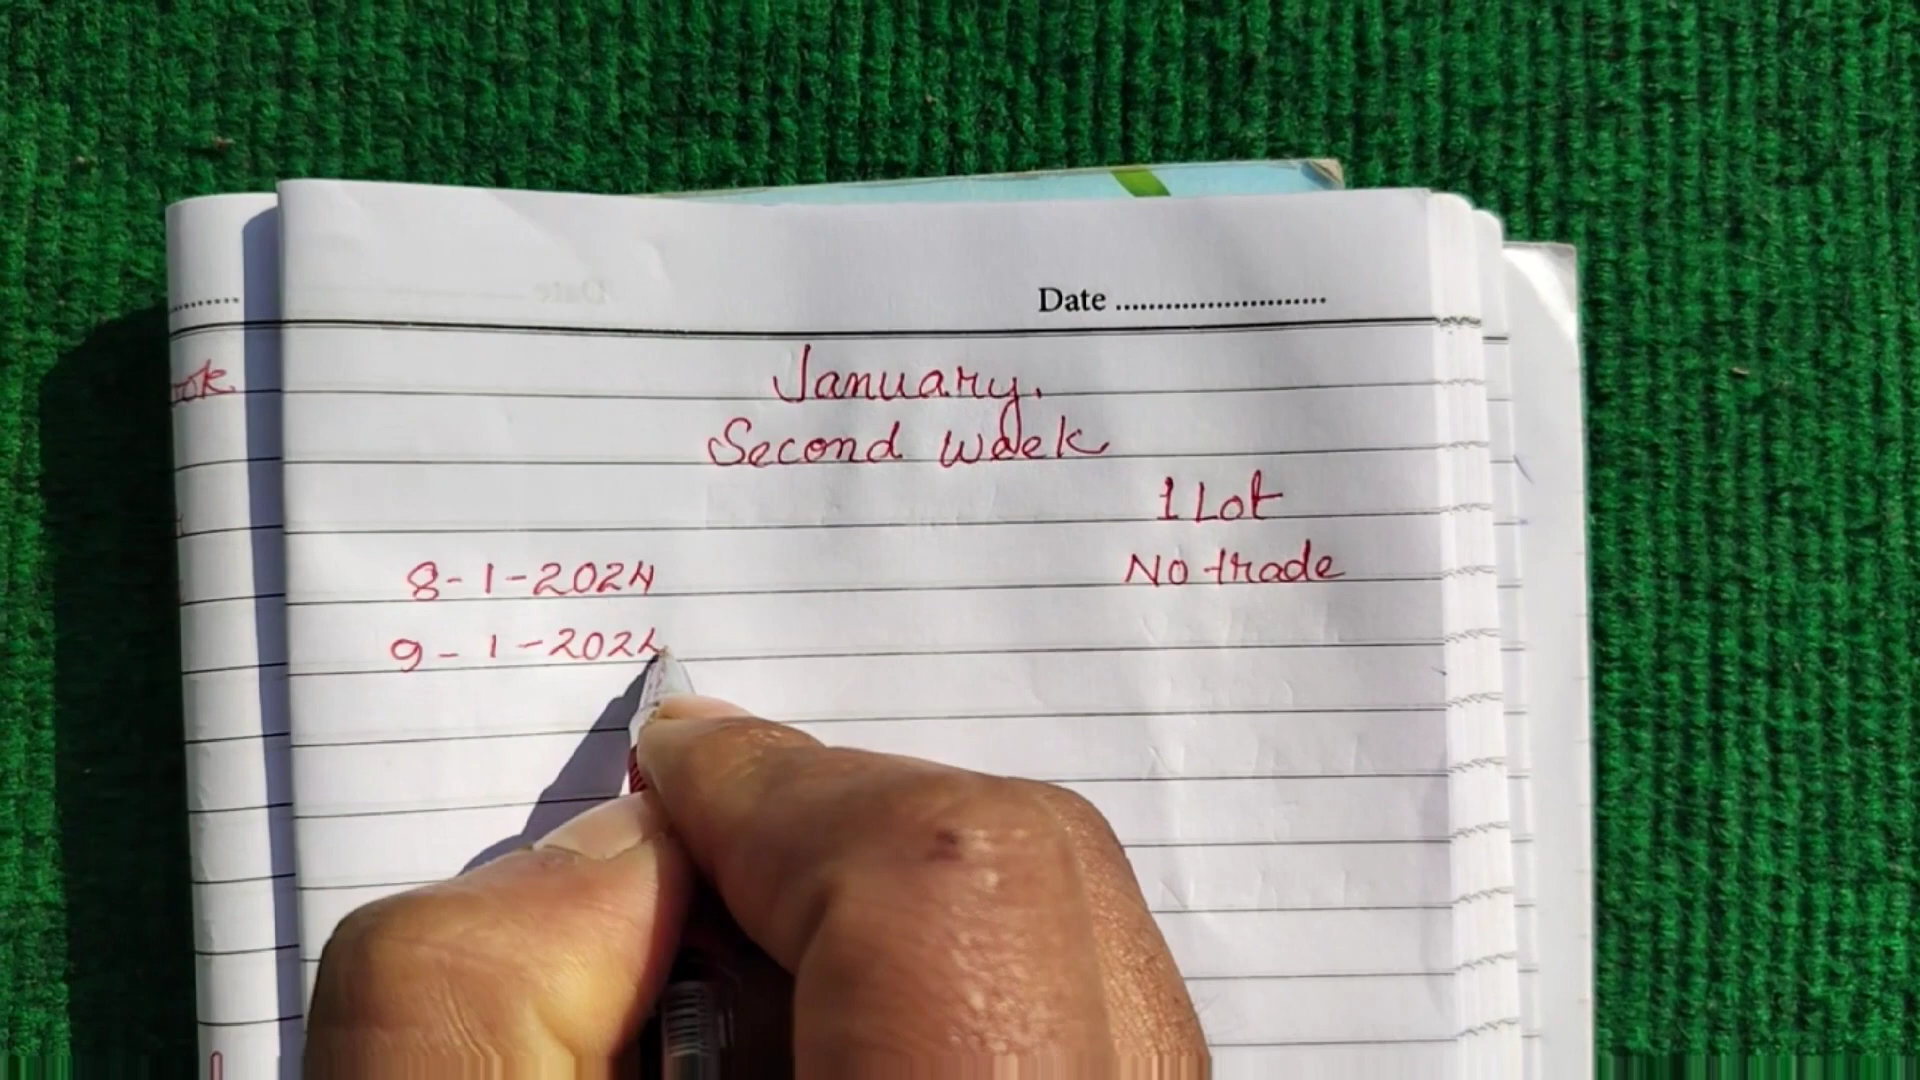 Date ..........................
January.
Second week
1 Lot
8-1-2024 No trade
9-1-2024